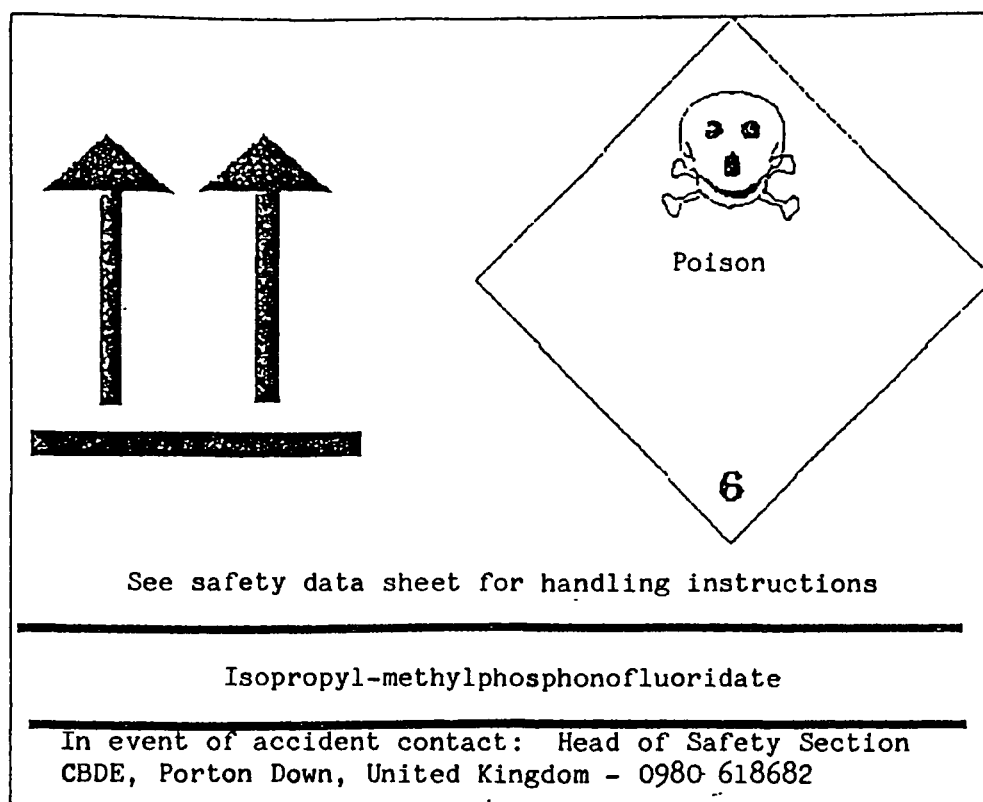 Poison
6
See safety data sheet for handling instructions
Isopropyl-methylphosphonofluoridate
In event of accident contact: Head of Safety Section
CBDE, Porton Down, United Kingdom - 0980 618682